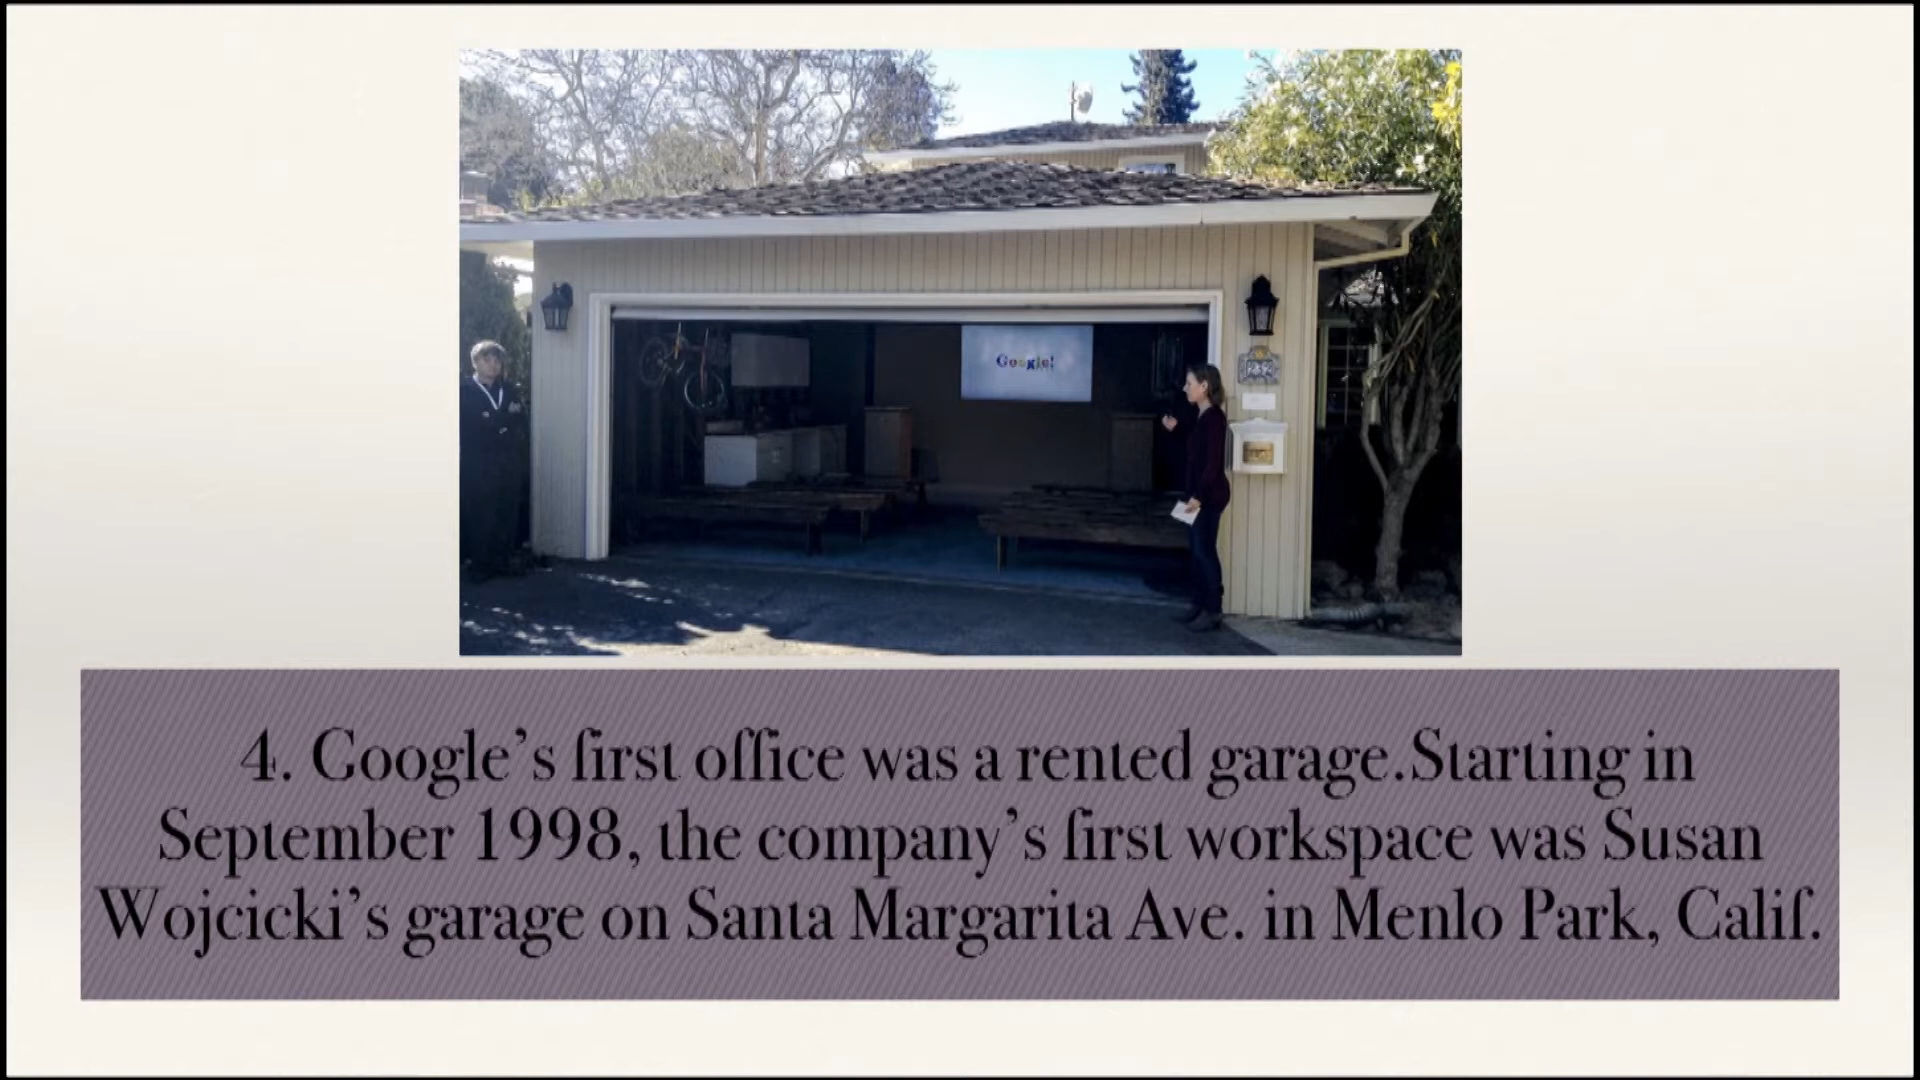 Google!
232
4. Google's first office was a rented garage.Starting in
September 1998, the company's first workspace was Susan
Wojcicki's garage on Santa Margarita Ave. in Menlo Park, Calif.